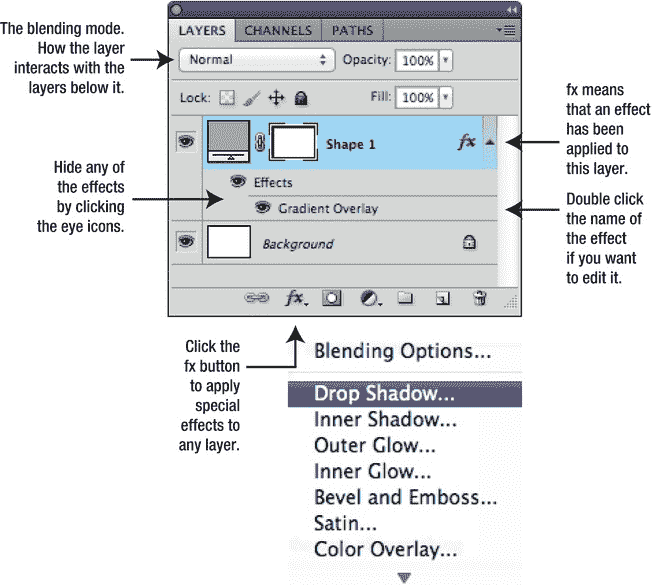 The blending mode.
How the layer
interacts with the
layers below it.
LAYERS CHANNELS PATHS
Normal Opacity: 100%
Lock: Fill: 100%
Shape 1 fx
Effects
Gradient Overlay
Background
fx.
Hide any of
the effects
by clicking
the eye icons.
fx means
that an effect
has been
applied to
this layer.
Double click
the name of
the effect
if you want
to edit it.
Click the
fx button
to apply
special
effects to
any layer.
Blending Options...
Drop Shadow...
Inner Shadow...
Outer Glow...
Inner Glow...
Bevel and Emboss...
Satin...
Color Overlay...